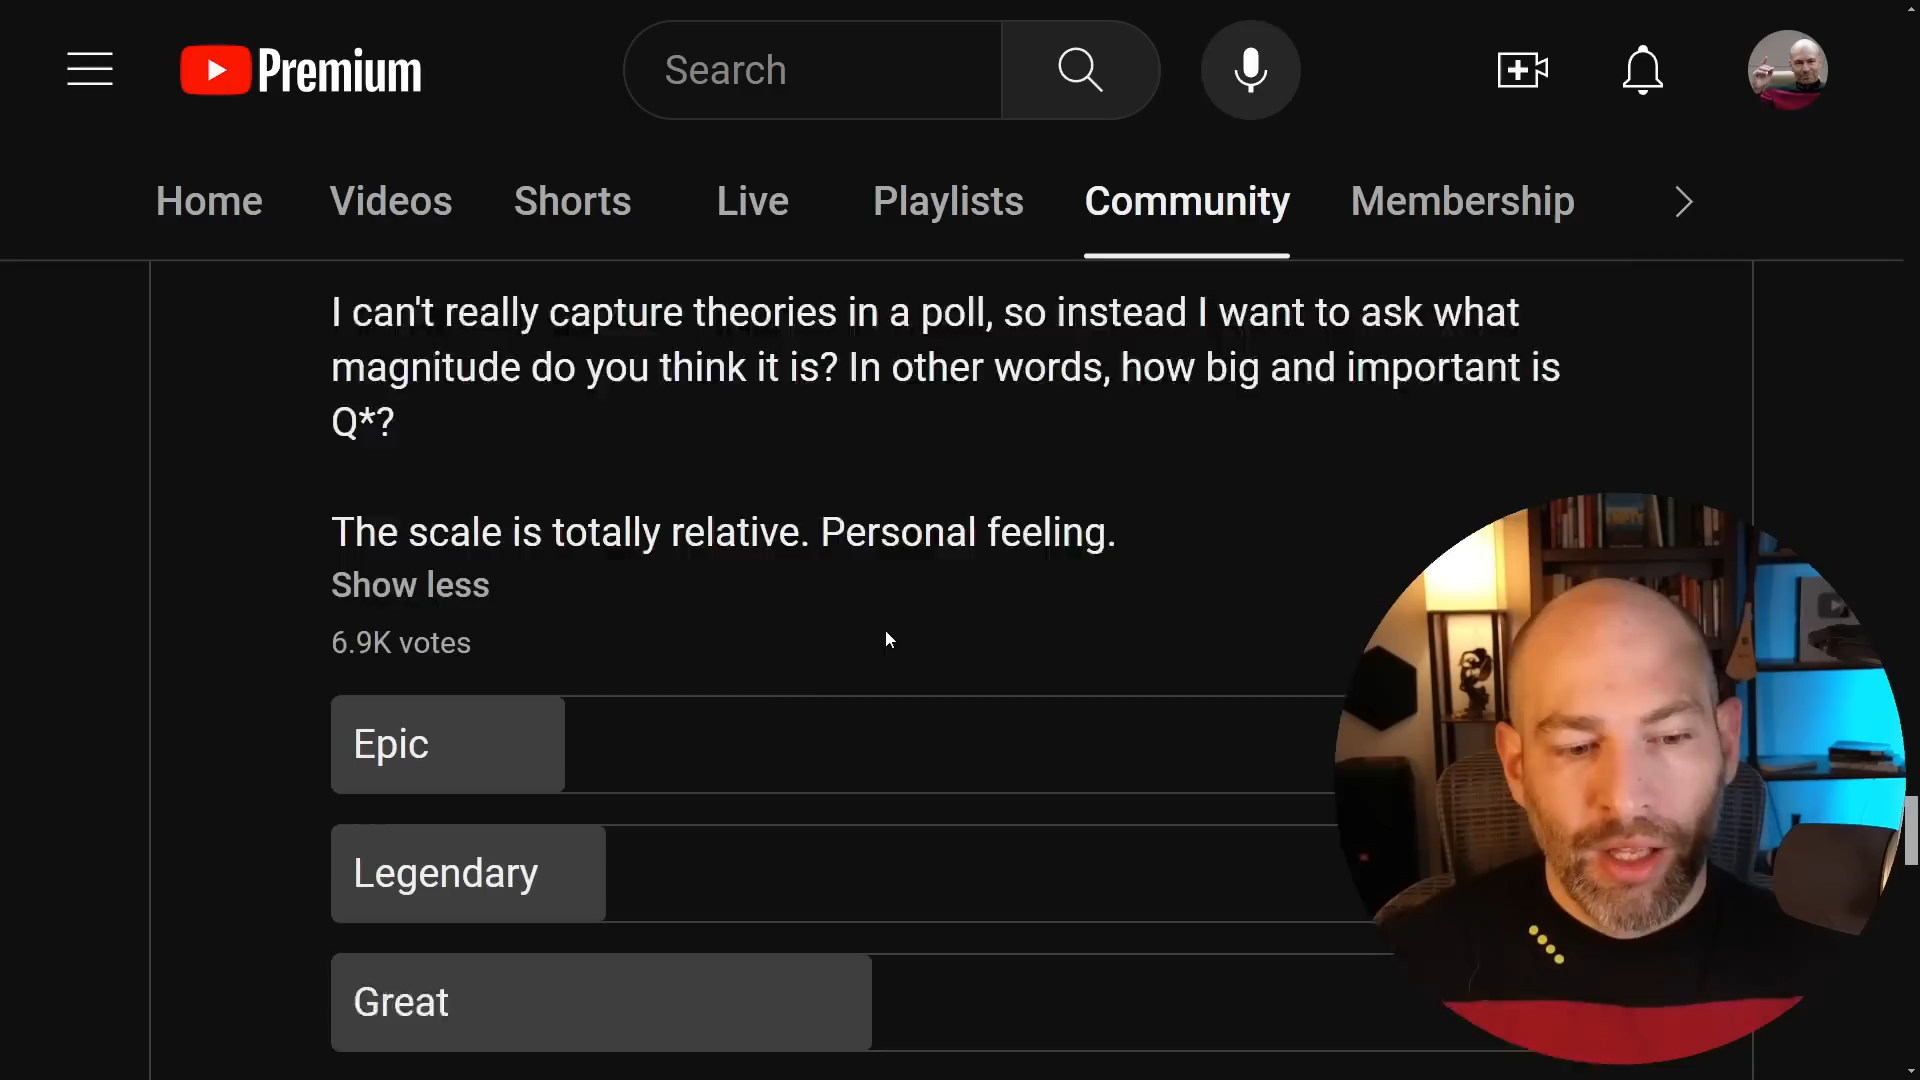 Premium
Search
Home Videos Shorts Live Playlists Community Membership
I can't really capture theories in a poll, so instead I want to ask what
magnitude do you think it is? In other words, how big and important is
Q*?
The scale is totally relative. Personal feeling.
Show less
6.9K votes
Epic
Legendary
Great